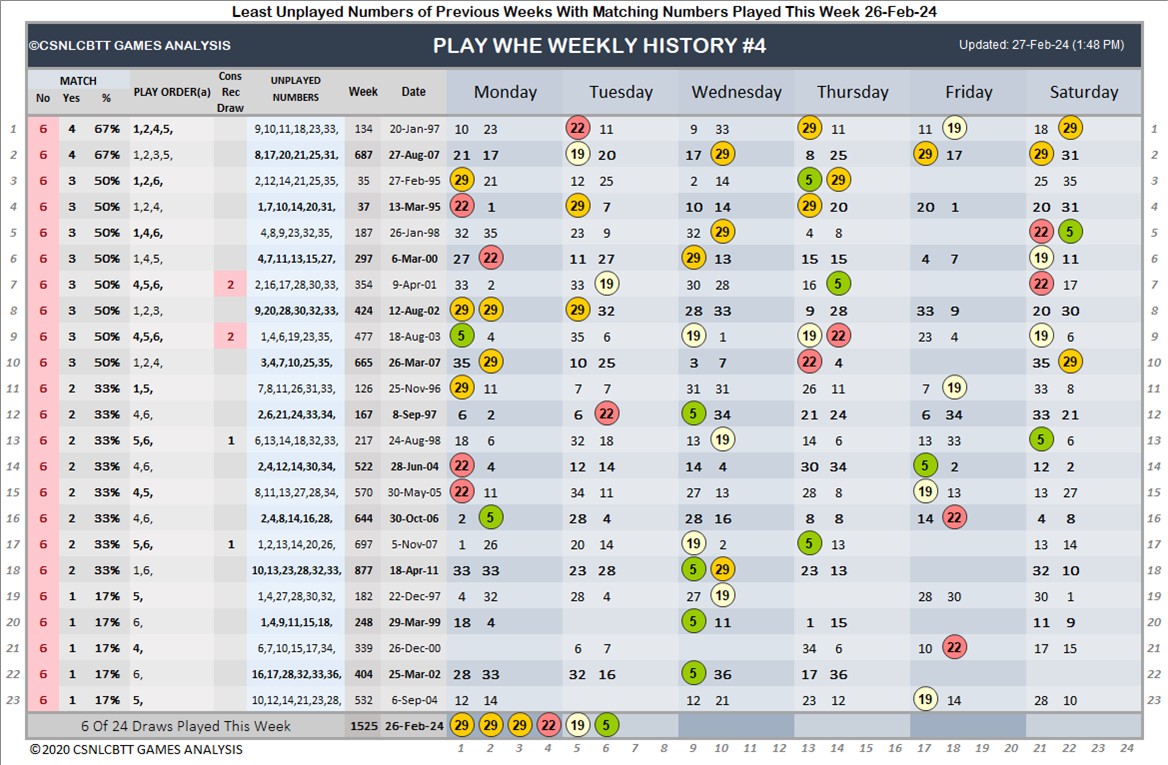 Least Unplayed Numbers of Previous Weeks With Matching Numbers Played This Week 26-Feb-24
©CSNLCBTT GAMES ANALYSIS PLAY WHE WEEKLY HISTORY #4 Updated: 27-Feb-24 (1:48 PM)
MATCH No Yes % PLAY ORDER(a) Cons Rec Draw UNPLAYED NUMBERS Week Date Monday Tuesday Wednesday Thursday Friday Saturday
1 6 4 67% 1,2,4,5, 9,10,11,18,23,33, 134 20-Jan-97 10 23 22 11 9 33 29 11 11 19 18 29 1
2 6 4 67% 1,2,3,5, 8,17,20,21,25,31, 687 27-Aug-07 21 17 19 20 17 29 8 25 29 17 29 31 2
3 6 3 50% 1,2,6, 2,12,14,21,25,35, 35 27-Feb-95 29 21 12 25 2 14 5 29 25 35 3
4 6 3 50% 1,2,4, 1,7,10,14,20,31, 37 13-Mar-95 22 1 29 7 10 14 29 20 20 1 20 31 4
5 6 3 50% 1,4,6, 4,8,9,23,32,35, 187 26-Jan-98 32 35 23 9 32 29 4 8 22 5 5
6 6 3 50% 1,4,5, 4,7,11,13,15,27, 297 6-Mar-00 27 22 11 27 29 13 15 15 4 7 19 11 6
7 6 3 50% 4,5,6, 2 2,16,17,28,30,33, 354 9-Apr-01 33 2 33 19 30 28 16 5 22 17 7
8 6 3 50% 1,2,3, 9,20,28,30,32,33, 424 12-Aug-02 29 29 29 32 28 33 9 28 33 9 20 30 8
9 6 3 50% 4,5,6, 2 1,4,6,19,23,35, 477 18-Aug-03 5 4 35 6 19 1 19 22 23 4 19 6 9
10 6 3 50% 1,2,4, 3,4,7,10,25,35, 665 26-Mar-07 35 29 10 25 3 7 22 4 35 29 10
11 6 2 33% 1,5, 7,8,11,26,31,33, 126 25-Nov-96 29 11 7 7 31 31 26 11 7 19 33 8 11
12 6 2 33% 4,6, 2,6,21,24,33,34, 167 8-Sep-97 6 2 6 22 5 34 21 24 6 34 33 21 12
13 6 2 33% 5,6, 1 6,13,14,18,32,33, 217 24-Aug-98 18 6 32 18 13 19 14 6 13 33 5 6 13
14 6 2 33% 4,6, 2,4,12,14,30,34, 522 28-Jun-04 22 4 12 14 14 4 30 34 5 2 12 2 14
15 6 2 33% 4,5, 8,11,13,27,28,34, 570 30-May-05 22 11 34 11 27 13 28 8 19 13 13 27 15
16 6 2 33% 4,6, 2,4,8,14,16,28, 644 30-Oct-06 2 5 28 4 28 16 8 8 14 22 4 8 16
17 6 2 33% 5,6, 1 1,2,13,14,20,26, 697 5-Nov-07 1 26 20 14 19 2 5 13 13 14 17
18 6 2 33% 1,6, 10,13,23,28,32,33, 877 18-Apr-11 33 33 23 28 5 29 23 13 32 10 18
19 6 1 17% 5, 1,4,27,28,30,32, 182 22-Dec-97 4 32 28 4 27 19 28 30 30 1 19
20 6 1 17% 6, 1,4,9,11,15,18, 248 29-Mar-99 18 4 5 11 1 15 11 9 20
21 6 1 17% 4, 6,7,10,15,17,34, 339 26-Dec-00 6 7 34 6 10 22 17 15 21
22 6 1 17% 6, 16,17,28,32,33,36, 404 25-Mar-02 28 33 32 16 5 36 17 36 22
23 6 1 17% 5, 10,12,14,21,23,28, 532 6-Sep-04 12 14 12 21 23 12 19 14 28 10 23
6 Of 24 Draws Played This Week 1525 26-Feb-24 29 29 29 22 19 5
©2020 CSNLCBTT GAMES ANALYSIS 1 2 3 4 5 6 7 8 9 10 11 12 13 14 15 16 17 18 19 20 21 22 23 24